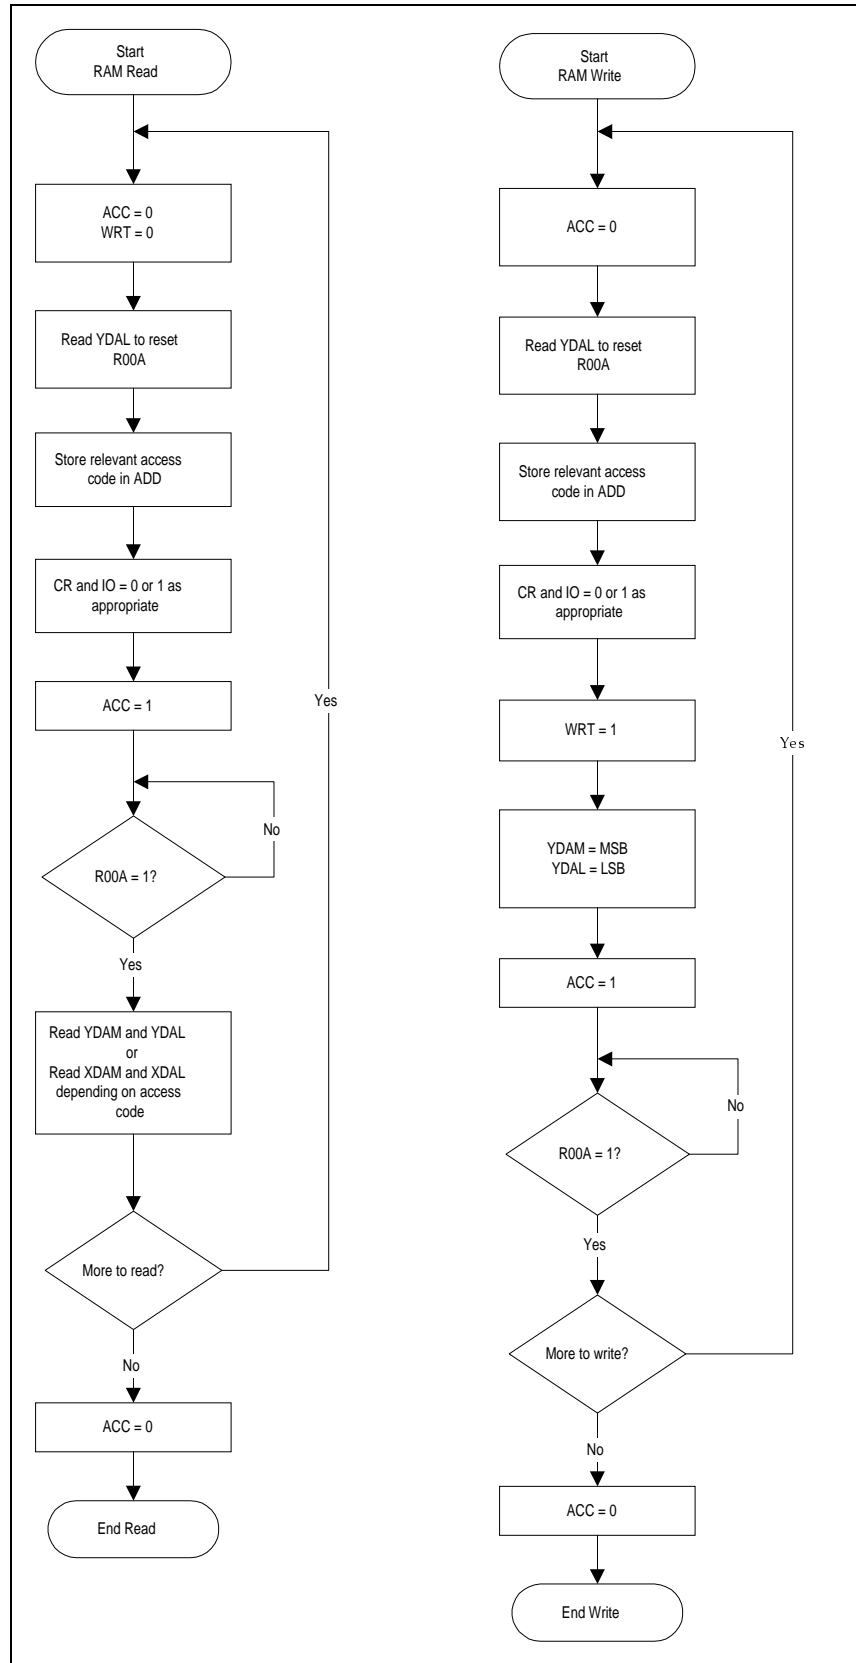 Start
RAM Read
ACC = 0
WRT = 0
Read YDAL to reset
R00A
Store relevant access
code in ADD
CR and IO = 0 or 1 as
appropriate
ACC = 1
Yes
No
R00A = 1?
Yes
Read YDAM and YDAL
or
Read XDAM and XDAL
depending on access
code
More to read?
No
ACC = 0
End Read
Start
RAM Write
ACC = 0
Read YDAL to reset
R00A
Store relevant access
code in ADD
CR and IO = 0 or 1 as
appropriate
WRT = 1
Yes
YDAM = MSB
YDAL = LSB
ACC = 1
No
R00A = 1?
Yes
More to write?
No
ACC = 0
End Write